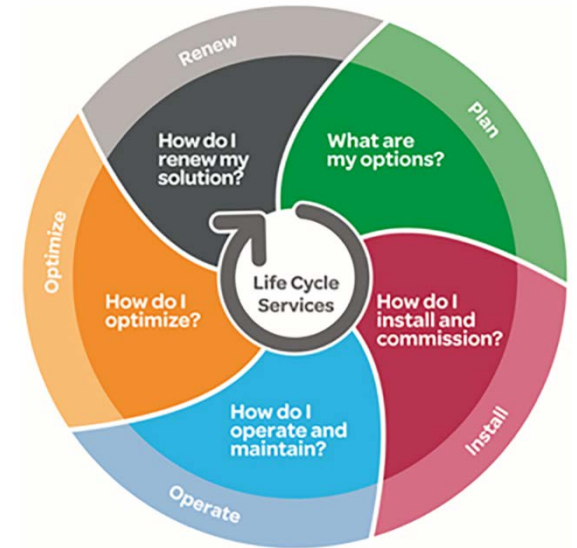 Renew
How do I
renew my
solution?
Plan
What are
my options?
Optimize
How do I
optimize?
Life Cycle
Services
How do I
install and
commission?
Install
How do I
operate and
maintain?
Operate